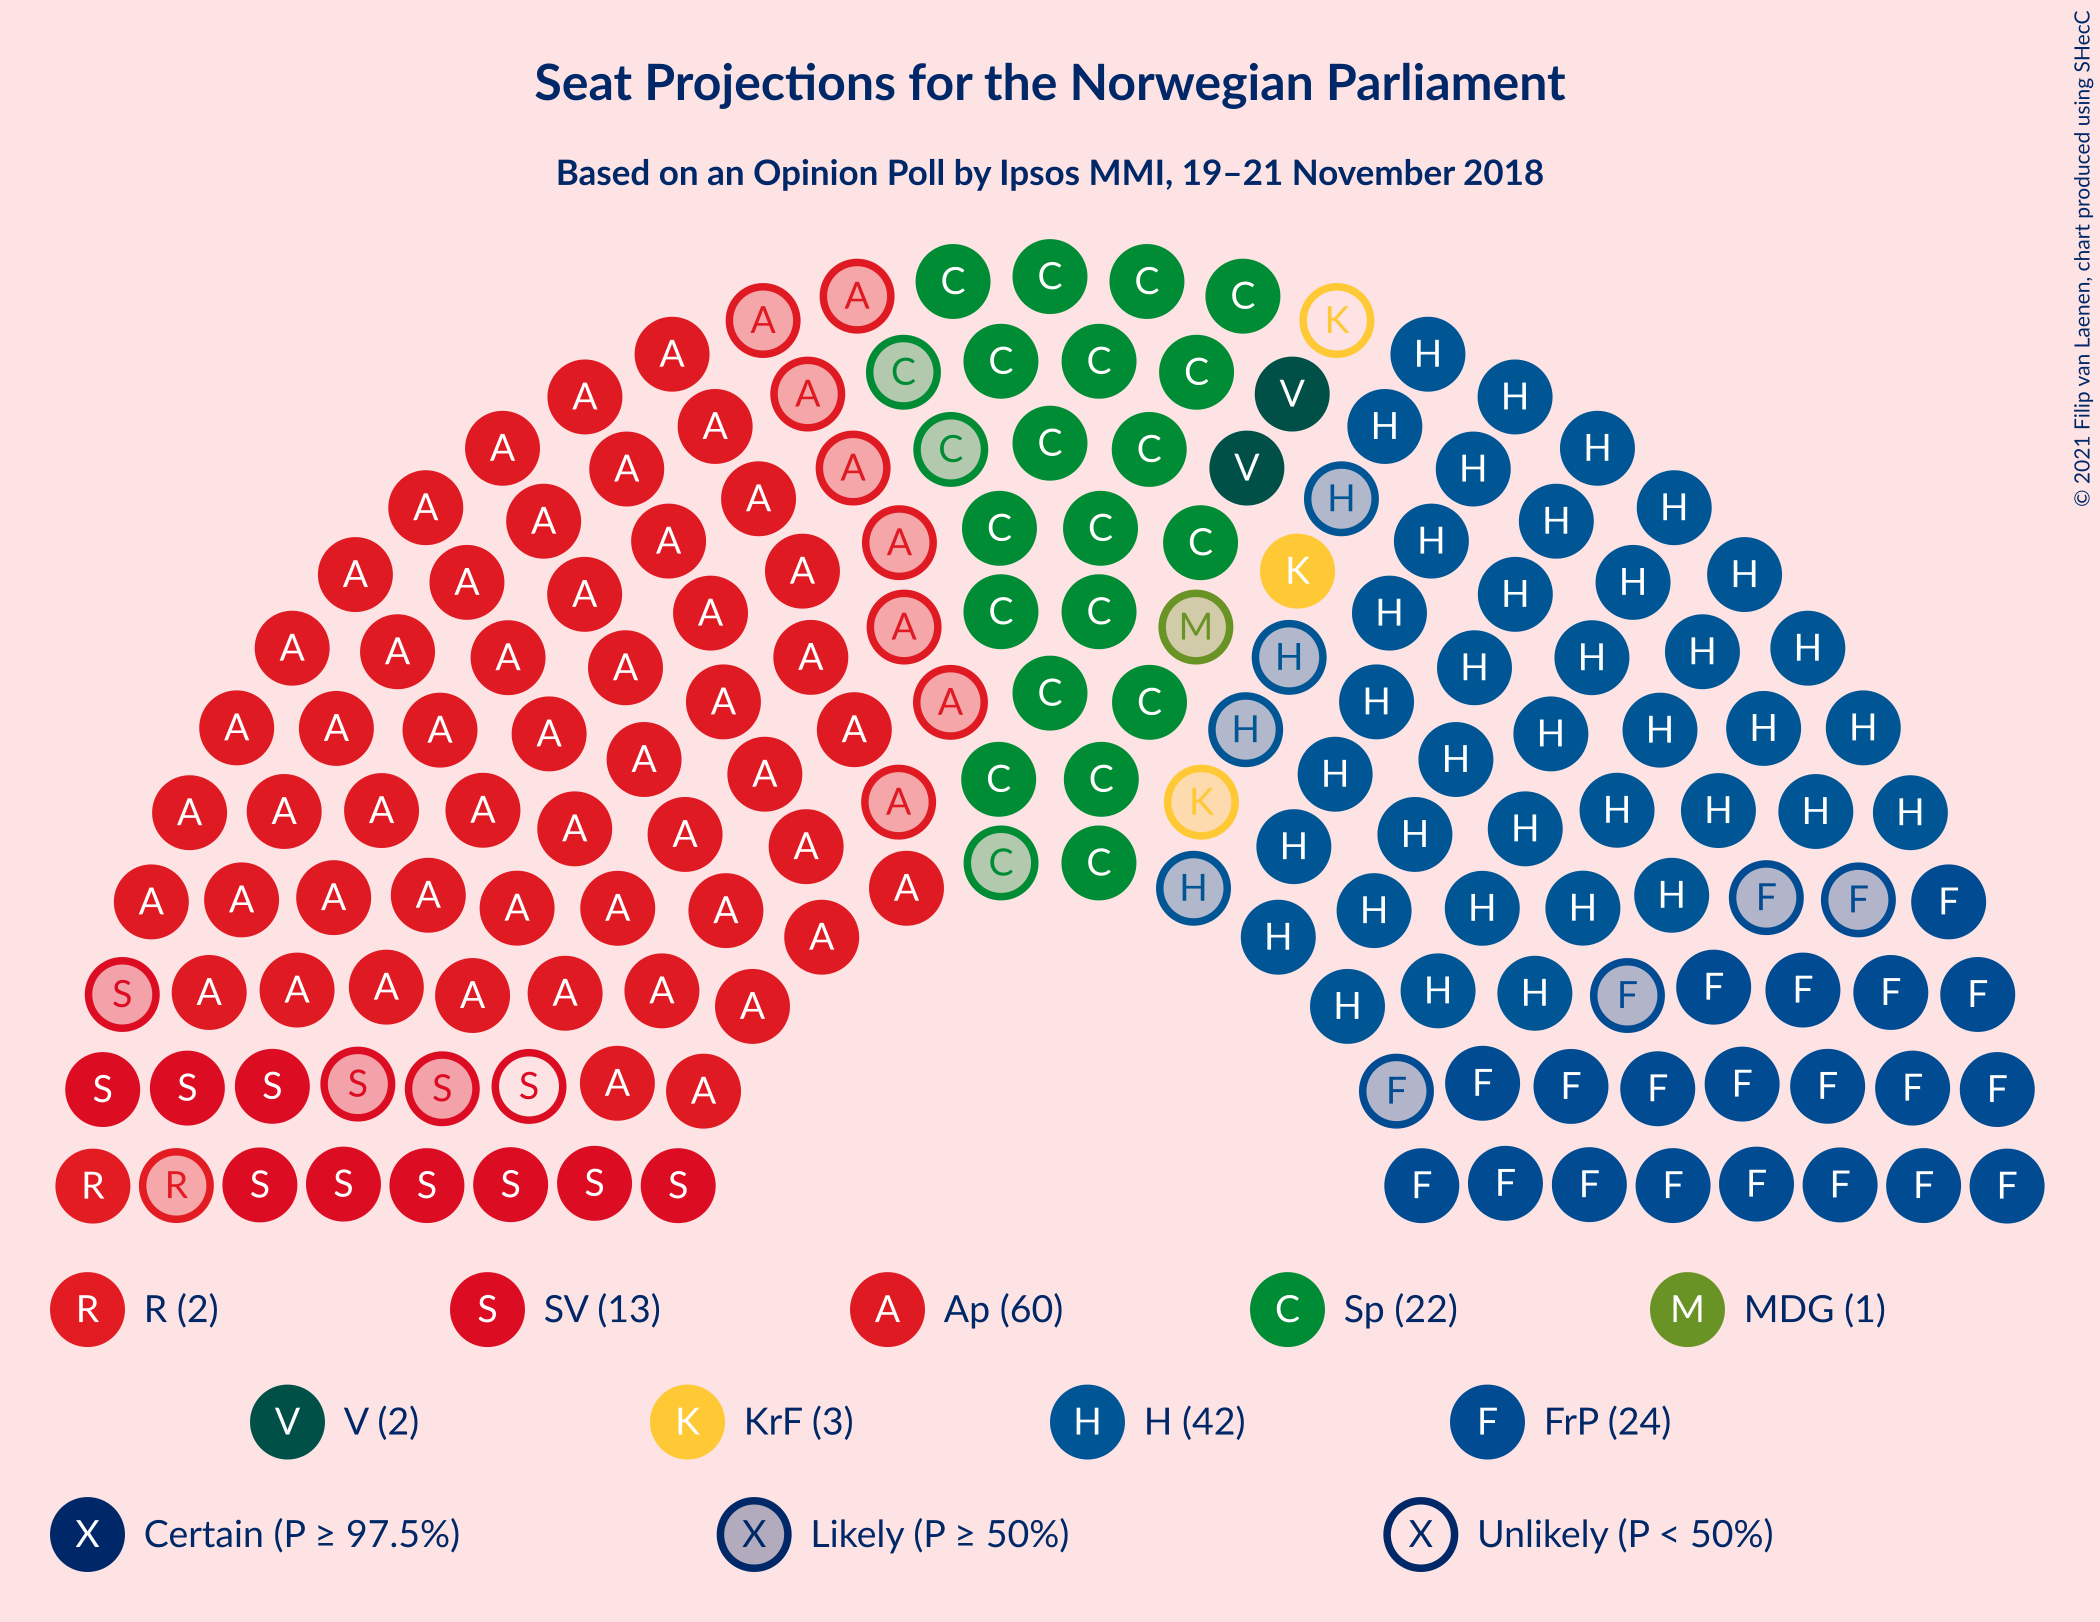 Seat Projections for the Norwegian Parliament
Based on an Opinion Poll by Ipsos MMI, 19–21 November 2018
© 2021 Filip van Laenen, chart produced using SHecC
A A C C C C K
A A C C C C V H
A A A C C C V H H H
A A A A C C C K H H H H
A A A A A C C M H H H H H
A A A A A A C C H H H H H H
A A A A A A A C C K H H H H H H H
A A A A A A A A C C H H H H H H F F F
S A A A A A A A H H H F F F F F
S S S S S S A A F F F F F F F F
R R S S S S S S F F F F F F F F
R R (2) S SV (13) A Ap (60) C Sp (22) M MDG (1)
V V (2) K KrF (3) H H (42) F FrP (24)
X Certain (P ≥ 97.5%) X Likely (P ≥ 50%) X Unlikely (P < 50%)